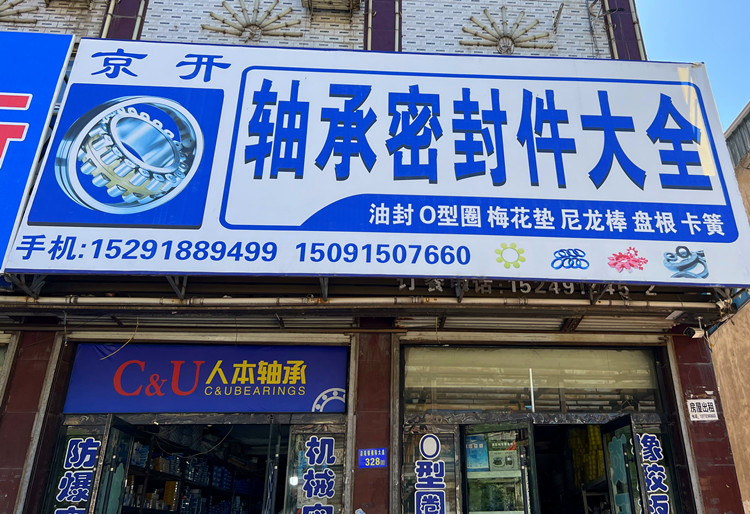 京开
轴承密封件大全
油封 O型圈 梅花垫 尼龙棒 盘根 卡簧
手机:15291889499 15091507660
C&U人本轴承
C&UBEARINGS
房屋出租
328
防爆
机械
O型圈
橡胶板